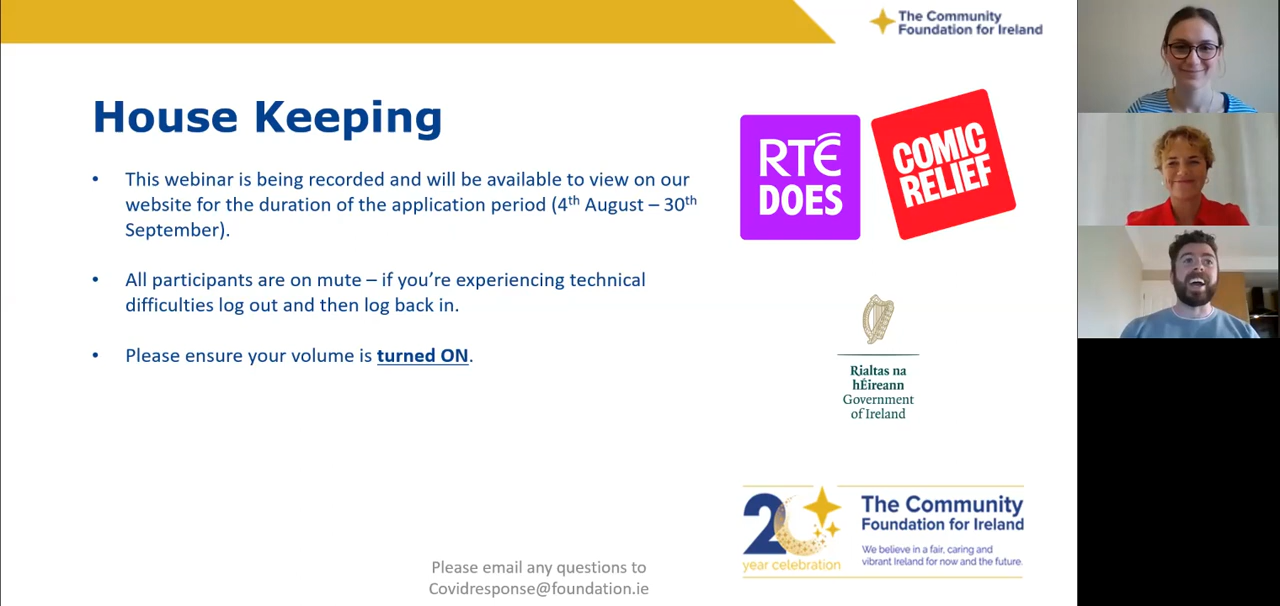 The Community
Foundation for Ireland
House Keeping
• This webinar is being recorded and will be available to view on our
website for the duration of the application period (4th August – 30th
September).
• All participants are on mute – if you're experiencing technical
difficulties log out and then log back in.
• Please ensure your volume is turned ON.
RTÉ
DOES
COMIC
RELIEF
Rialtas na
hÉireann
Government
of Ireland
20
year celebration
The Community
Foundation for Ireland
We believe in a fair, caring and
vibrant Ireland for now and the future.
Please email any questions to
Covidresponse@foundation.ie